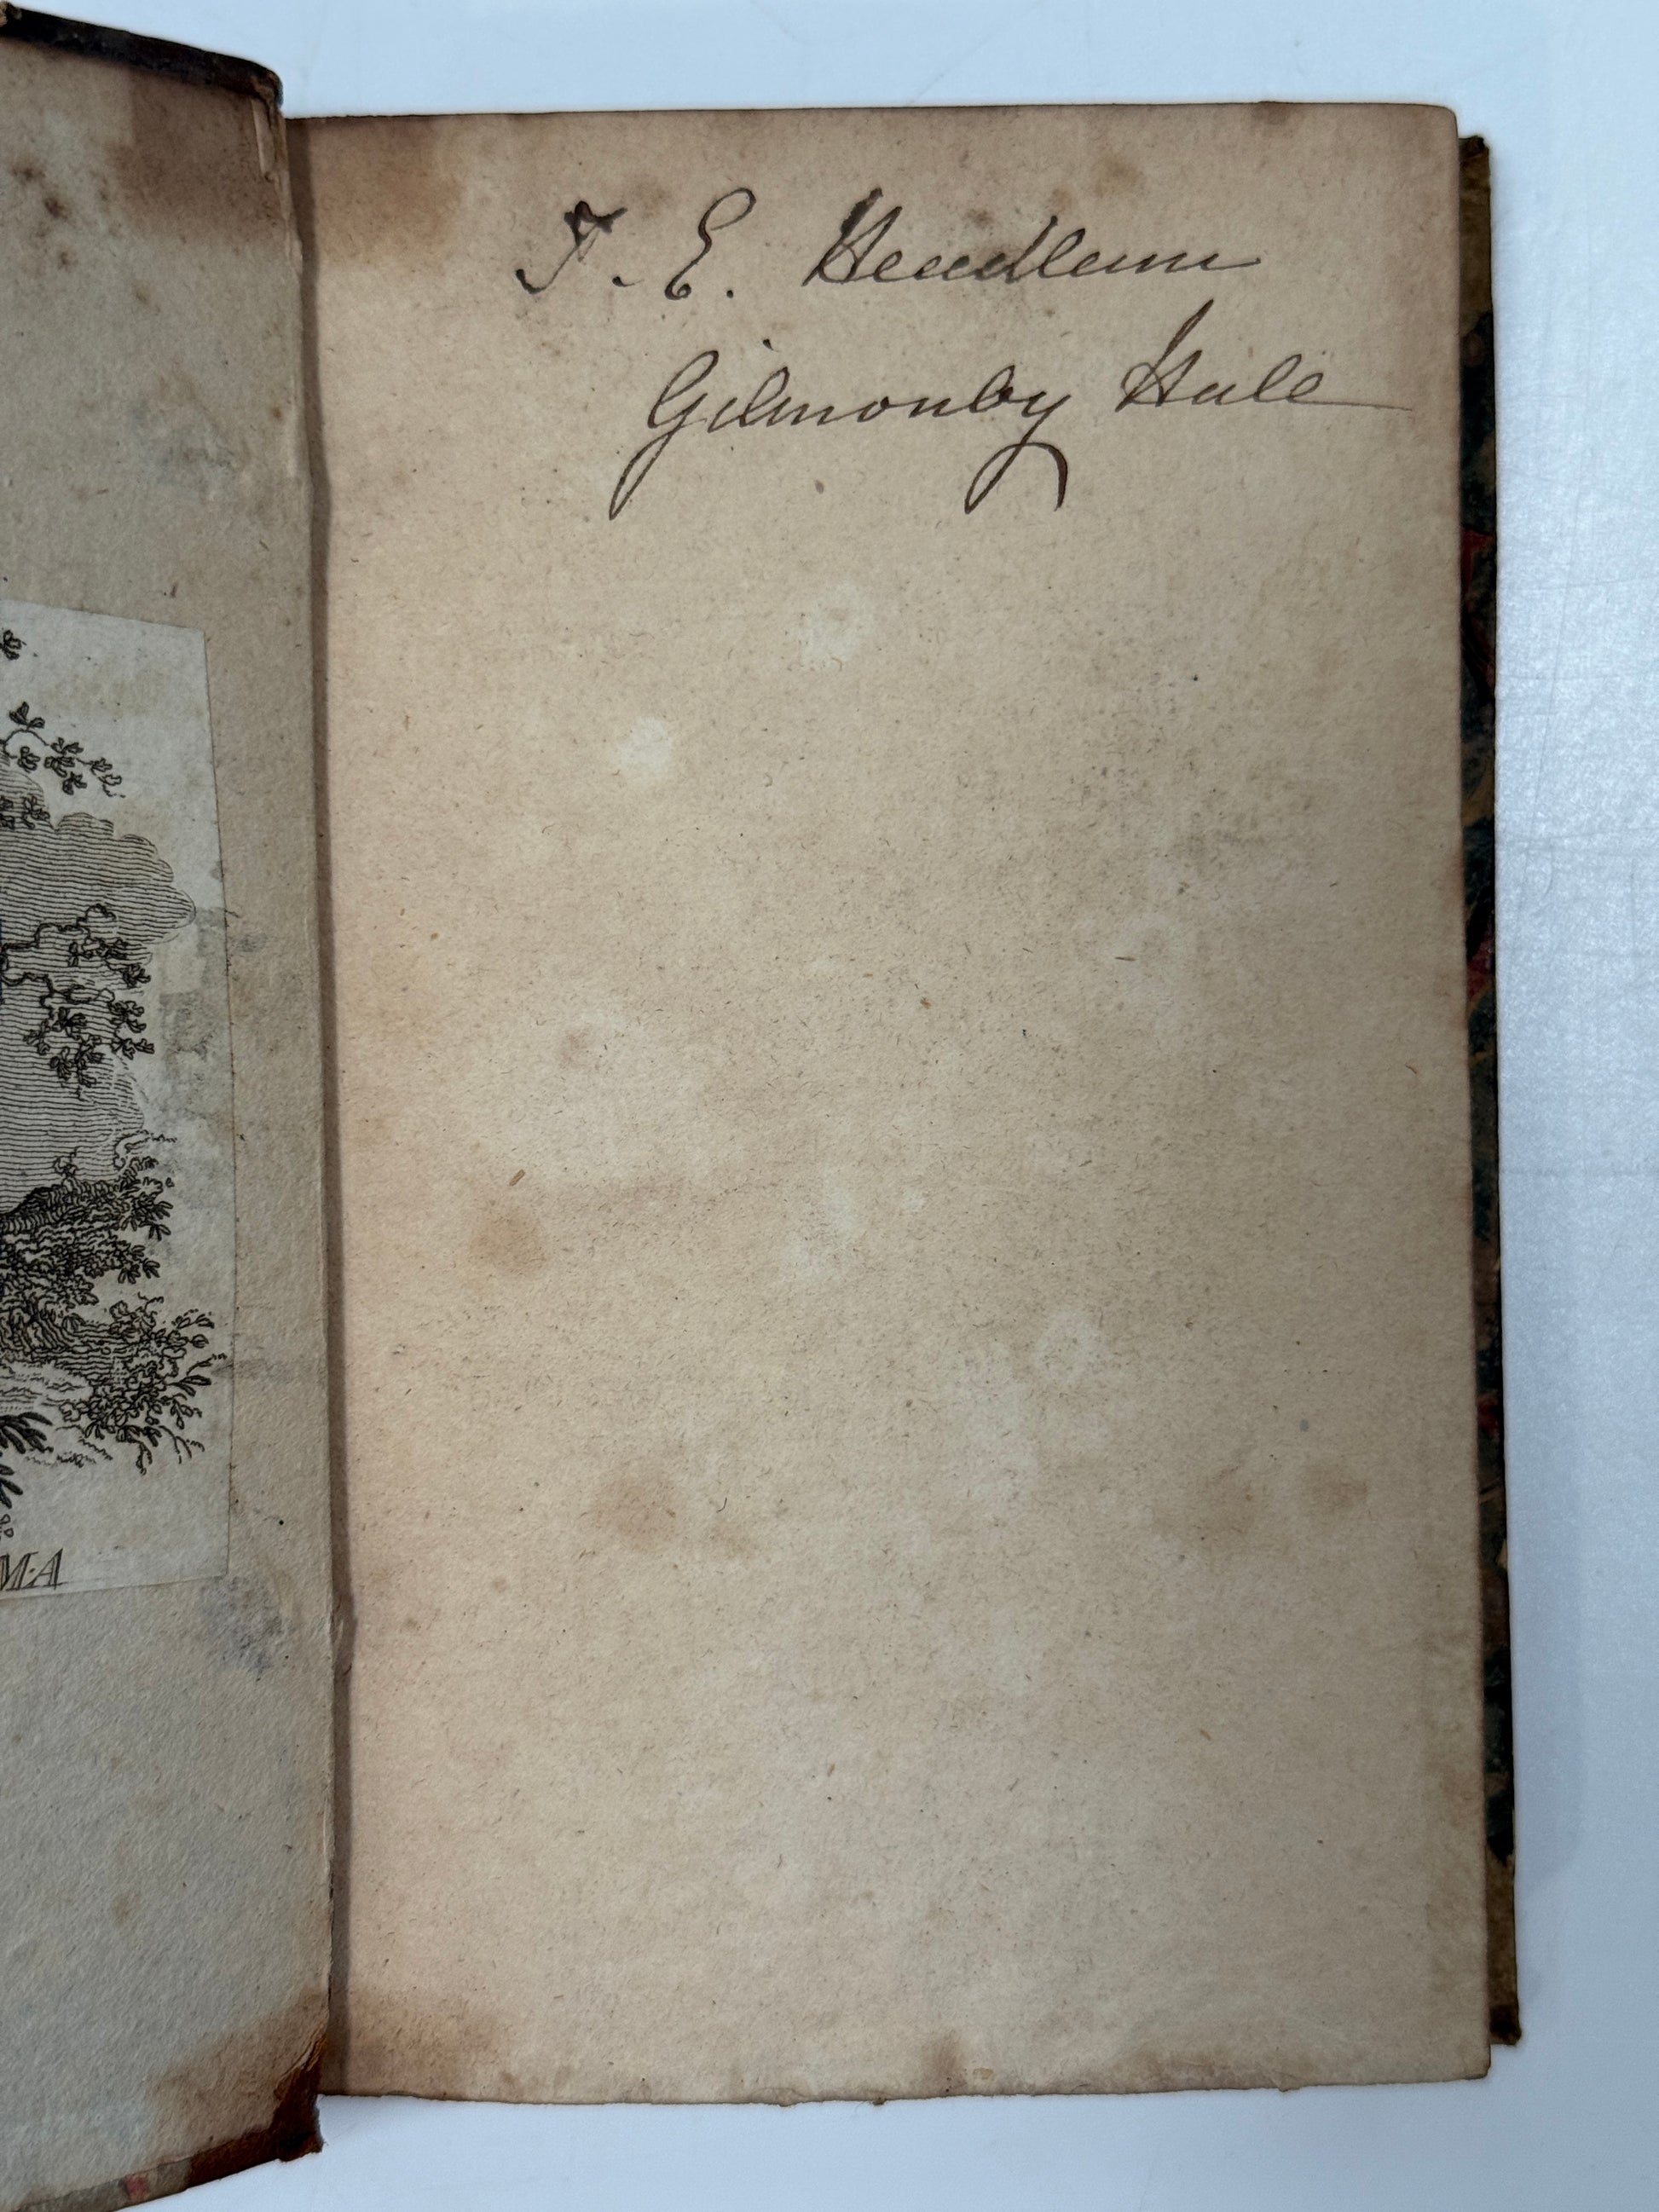 T. E. Headlam
Gilmonby Hall
M·A